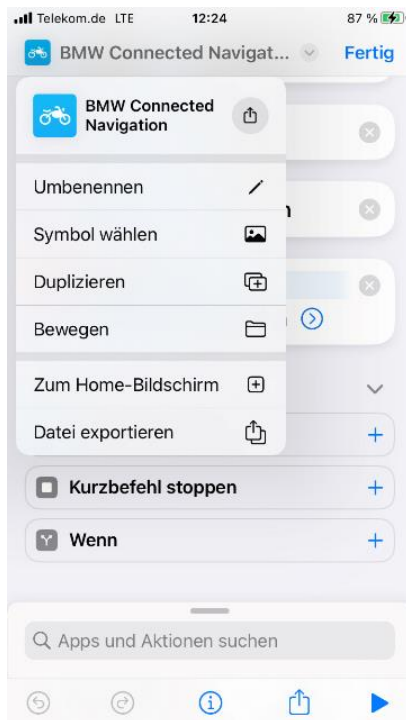 Telekom.de LTE 12:24 87 %
BMW Connected Navigat... Fertig
BMW Connected
Navigation
Umbenennen
Symbol wählen
Duplizieren
Bewegen
Zum Home-Bildschirm
Datei exportieren
Kurzbefehl stoppen
Wenn
Apps und Aktionen suchen